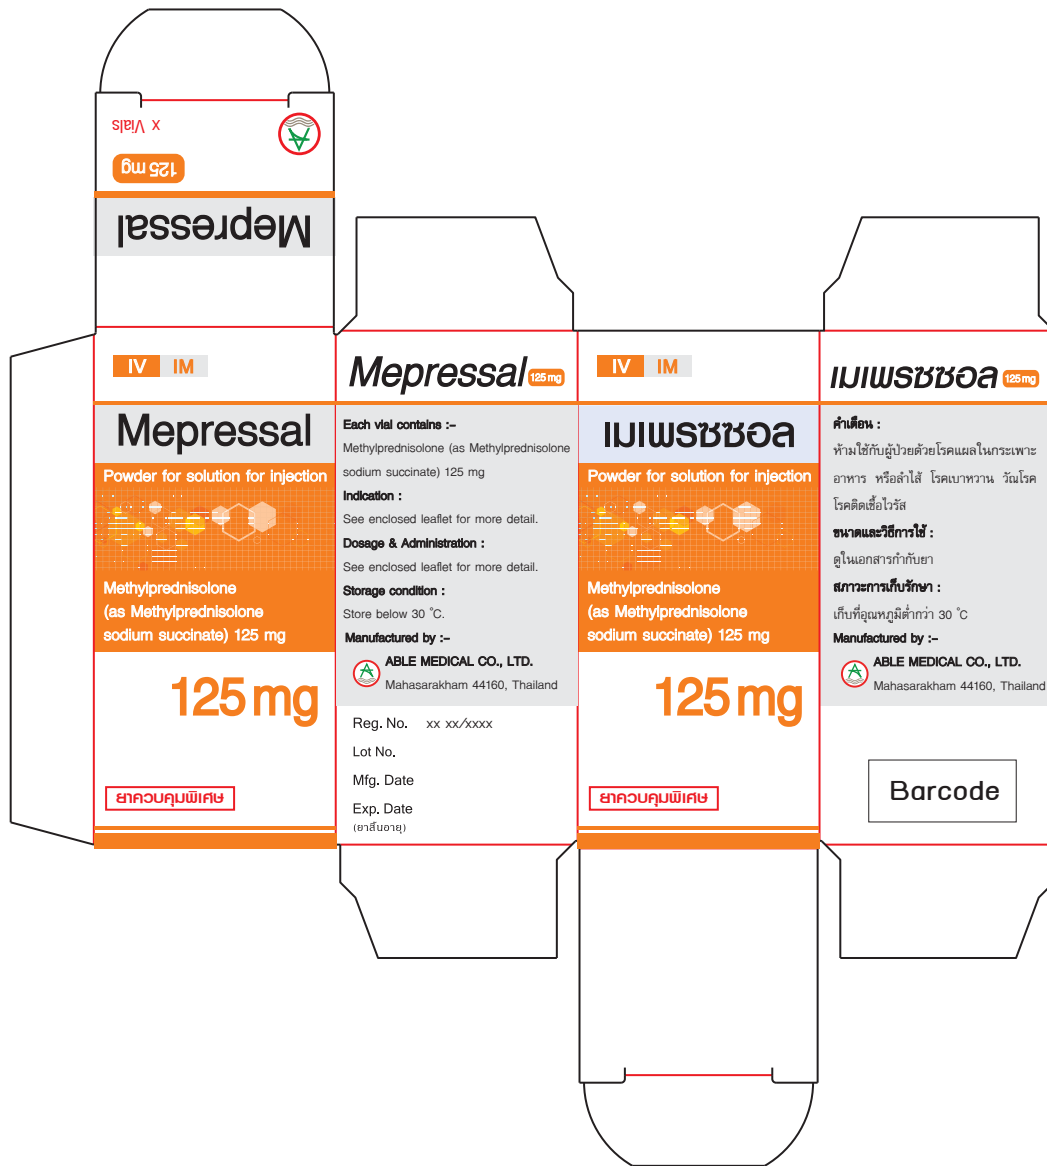 x Vials
125 mg
Mepressal
IV IM
Mepressal
Powder for solution for injection
Methylprednisolone
(as Methylprednisolone
sodium succinate) 125 mg
125 mg
ยาควบคุมพิเศษ
Mepressal 125 mg
Each vial contains :-
Methylprednisolone (as Methylprednisolone
sodium succinate) 125 mg
Indication :
See enclosed leaflet for more detail.
Dosage & Administration :
See enclosed leaflet for more detail.
Storage condition :
Store below 30 °C.
Manufactured by :-
ABLE MEDICAL CO., LTD.
Mahasarakham 44160, Thailand
Reg. No. xx xx/xxxx
Lot No.
Mfg. Date
Exp. Date
(ยาสิ้นอายุ)
IV IM
เมเพรซซอล
Powder for solution for injection
Methylprednisolone
(as Methylprednisolone
sodium succinate) 125 mg
125 mg
ยาควบคุมพิเศษ
เมเพรซซอล 125 mg
คำเตือน :
ห้ามใช้กับผู้ป่วยด้วยโรคแผลในกระเพาะ
อาหาร หรือลำไส้ โรคเบาหวาน วัณโรค
โรคติดเชื้อไวรัส
ขนาดและวิธีการใช้ :
ดูในเอกสารกำกับยา
สภาวะการเก็บรักษา :
เก็บที่อุณหภูมิต่ำกว่า 30 °C
Manufactured by :-
ABLE MEDICAL CO., LTD.
Mahasarakham 44160, Thailand
Barcode